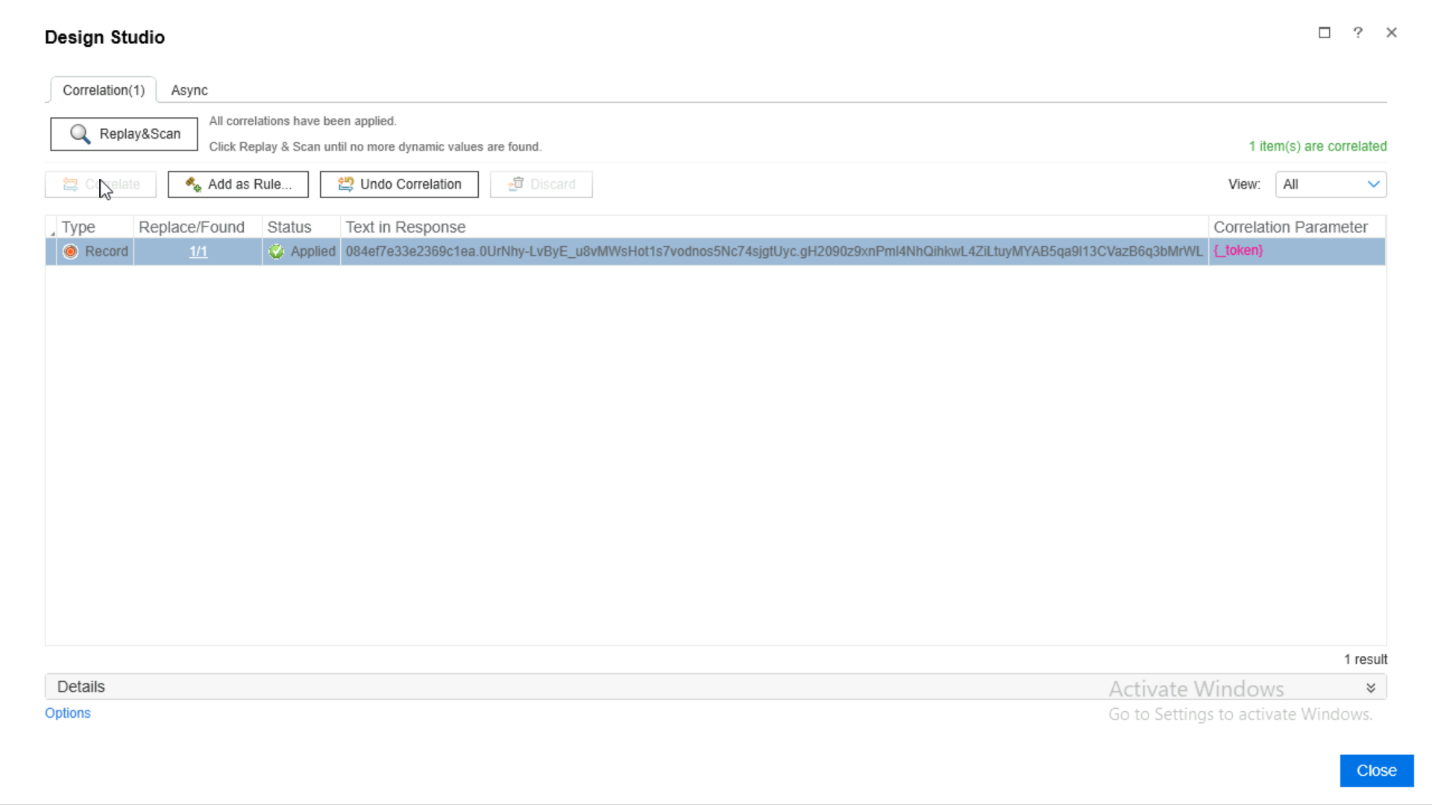 Design Studio
?
Correlation(1) Async
Replay&Scan
All correlations have been applied.
Click Replay & Scan until no more dynamic values are found.
1 item(s) are correlated
Correlate Add as Rule... Undo Correlation Discard View: All
Type Replace/Found Status Text in Response Correlation Parameter
Record 1/1 Applied 084ef7e33e2369c1ea.0UrNhy-LvByE_u8vMWsHot1s7vodnos5Nc74sjgtUyc.gH2090z9xnPml4NhQihkwL4ZiLtuyMYAB5qa9l13CVazB6q3bMrWL {_token}
1 result
Details
Activate Windows
Options
Go to Settings to activate Windows.
Close